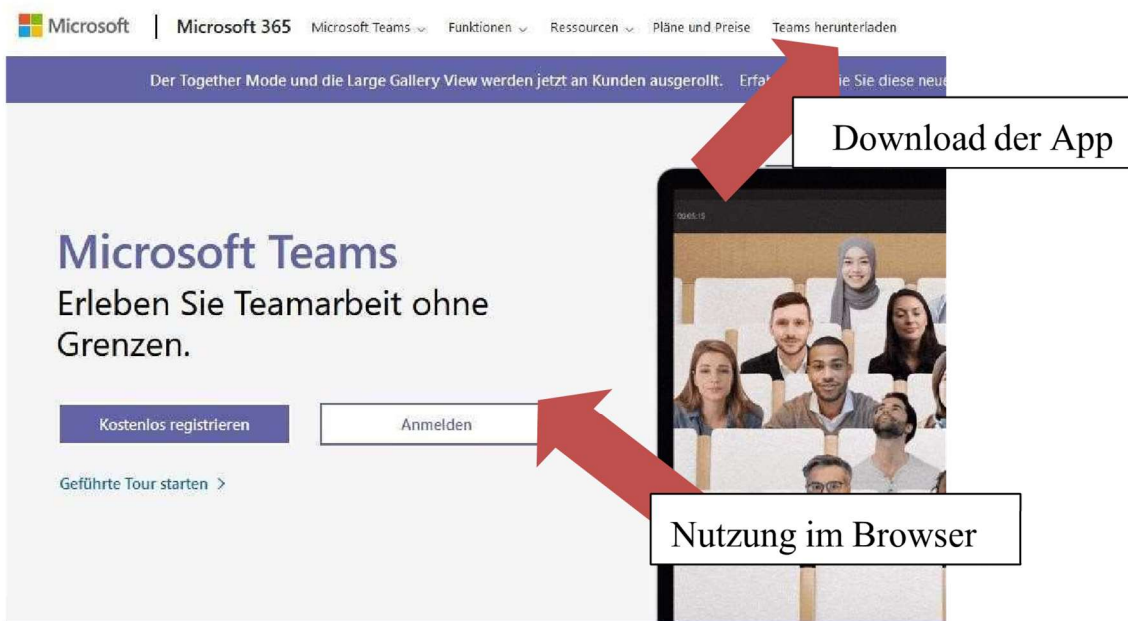 Microsoft | Microsoft 365 Microsoft Teams Funktionen Ressourcen Pläne und Preise Teams herunterladen
Der Together Mode und die Large Gallery View werden jetzt an Kunden ausgerollt. Sie diese
Download der App
Microsoft Teams
Erleben Sie Teamarbeit ohne
Grenzen.
Kostenlos registrieren Anmelden
Geführte Tour starten >
Nutzung im Browser